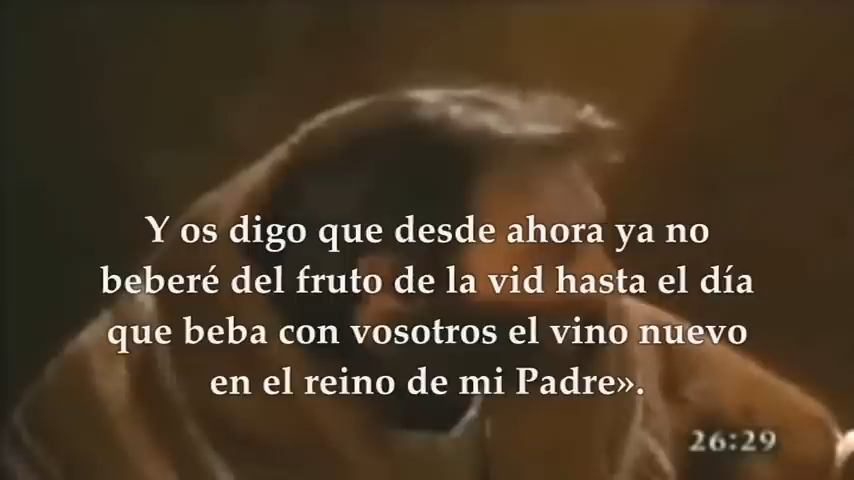 Y os digo que desde ahora ya no
beberé del fruto de la vid hasta el día
que beba con vosotros el vino nuevo
en el reino de mi Padre».
26:29